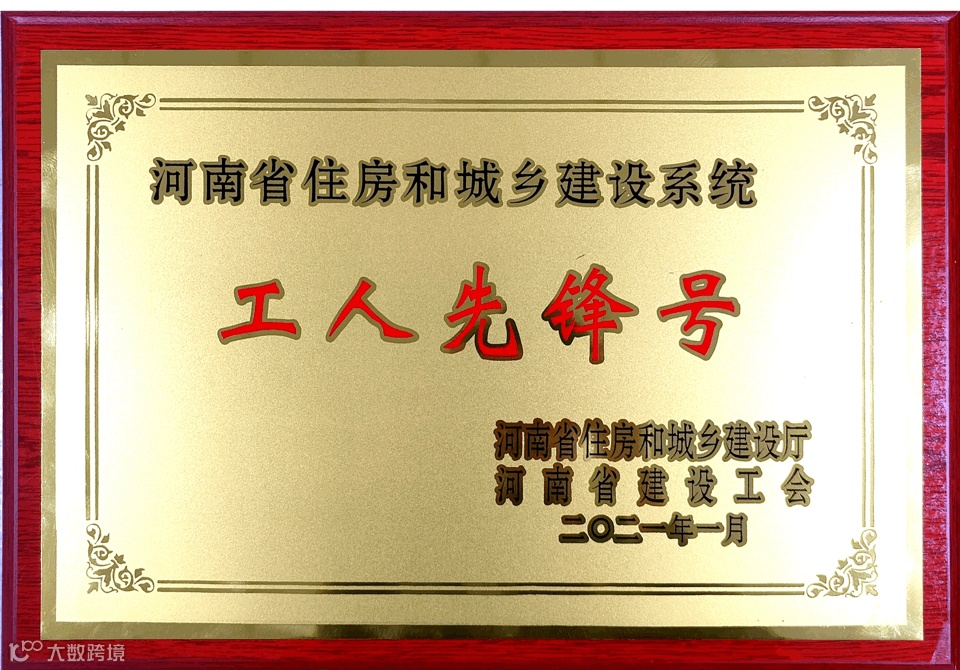 河南省住房和城乡建设系统
工人先锋号
河南省住房和城乡建设厅
河南省建设工会
二〇二一年一月
大数跨境